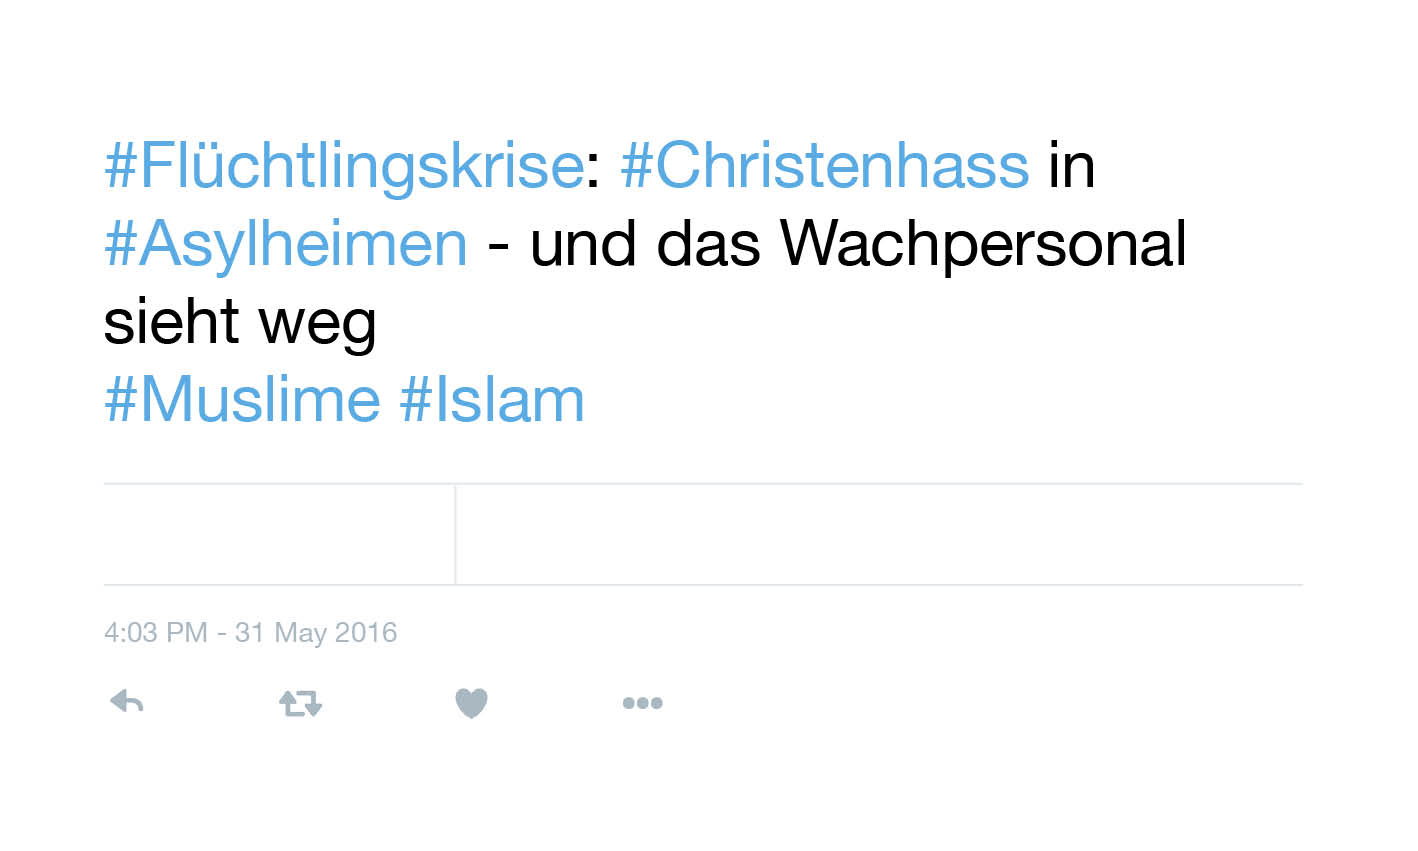 #Flüchtlingskrise: #Christenhass in
#Asylheimen - und das Wachpersonal
sieht weg
#Muslime #Islam
4:03 PM - 31 May 2016